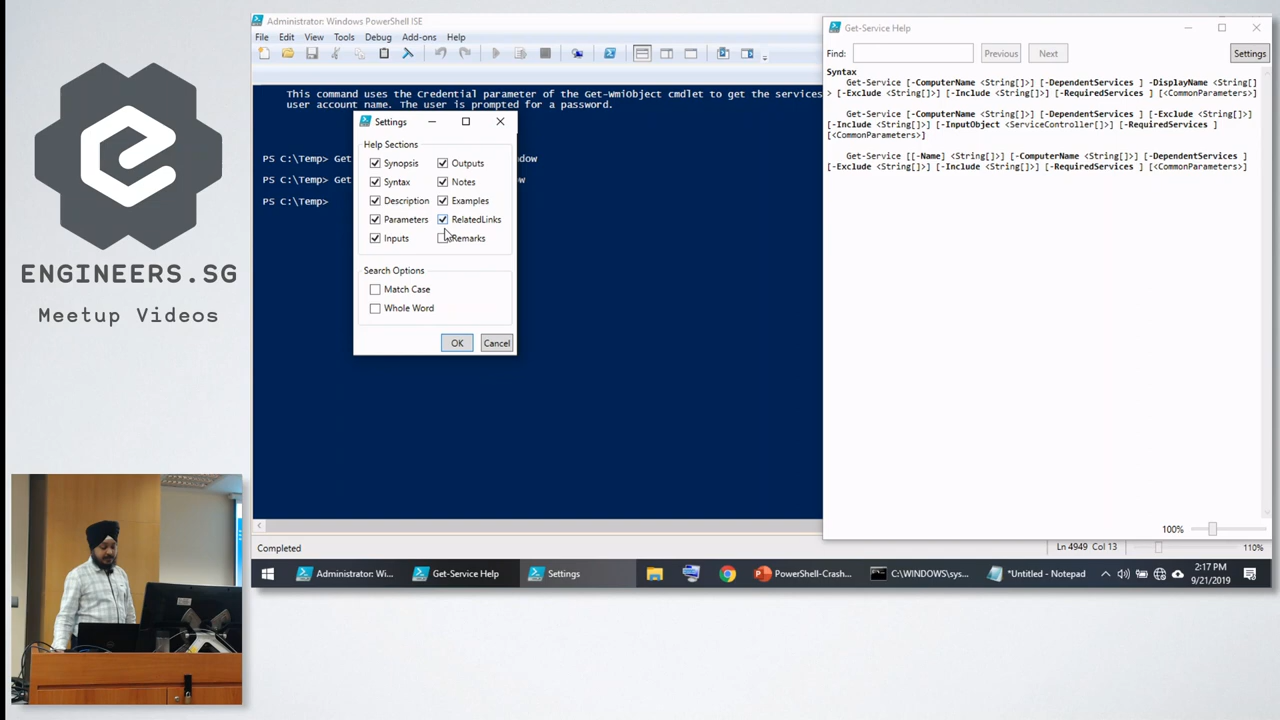 ENGINEERS.SG
Meetup Videos
Administrator: Windows PowerShell ISE
File Edit View Tools Debug Add-ons Help
This command uses the Credential parameter of the Get-WmiObject cmdlet to get the services
user account name. The user is prompted for a password.
PS C:\Temp> Get
dow
PS C:\Temp> Get
w
PS C:\Temp>
Settings
Help Sections
Synopsis Outputs
Syntax Notes
Description Examples
Parameters RelatedLinks
Inputs Remarks
Search Options
Match Case
Whole Word
OK Cancel
Get-Service Help
Find: Previous Next Settings
Syntax
Get-Service [-ComputerName <String[]>] [-DependentServices ] -DisplayName <String[]
> [-Exclude <String[]>] [-Include <String[]>] [-RequiredServices ] [<CommonParameters>]
Get-Service [-ComputerName <String[]>] [-DependentServices ] [-Exclude <String[]>]
[-Include <String[]>] [-InputObject <ServiceController[]>] [-RequiredServices ]
[<CommonParameters>]
Get-Service [[-Name] <String[]>] [-ComputerName <String[]>] [-DependentServices ]
[-Exclude <String[]>] [-Include <String[]>] [-RequiredServices ] [<CommonParameters>]
100%
Completed
Ln 4949 Col 13 110%
Administrator: Wi... Get-Service Help Settings PowerShell-Crash... C:\WINDOWS\sys... *Untitled - Notepad
2:17 PM
9/21/2019